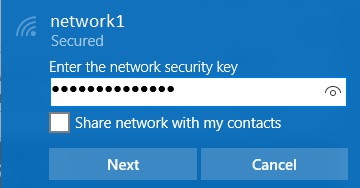 network1
Secured
Enter the network security key
●●●●●●●●●●●●●●
Share network with my contacts
Next
Cancel